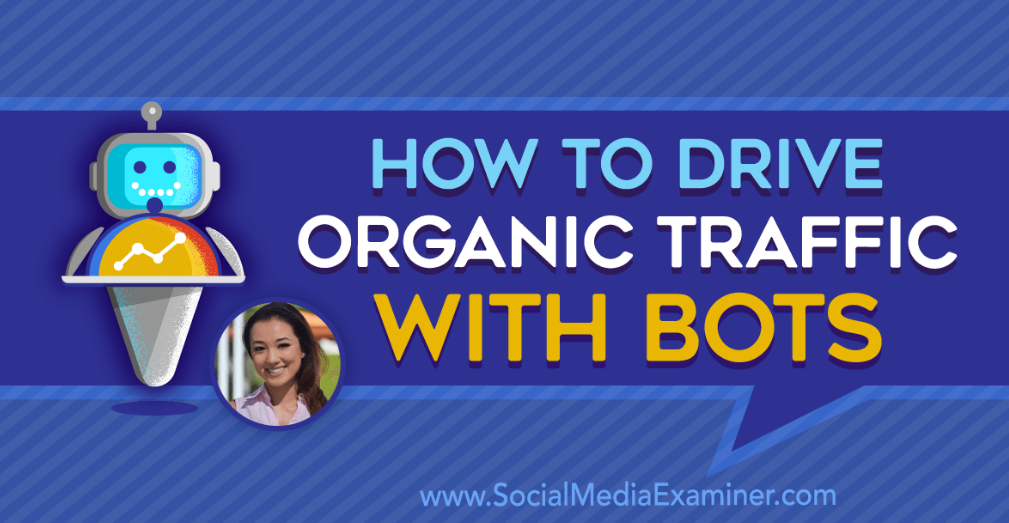 HOW TO DRIVE
ORGANIC TRAFFIC
WITH BOTS
www.SocialMediaExaminer.com